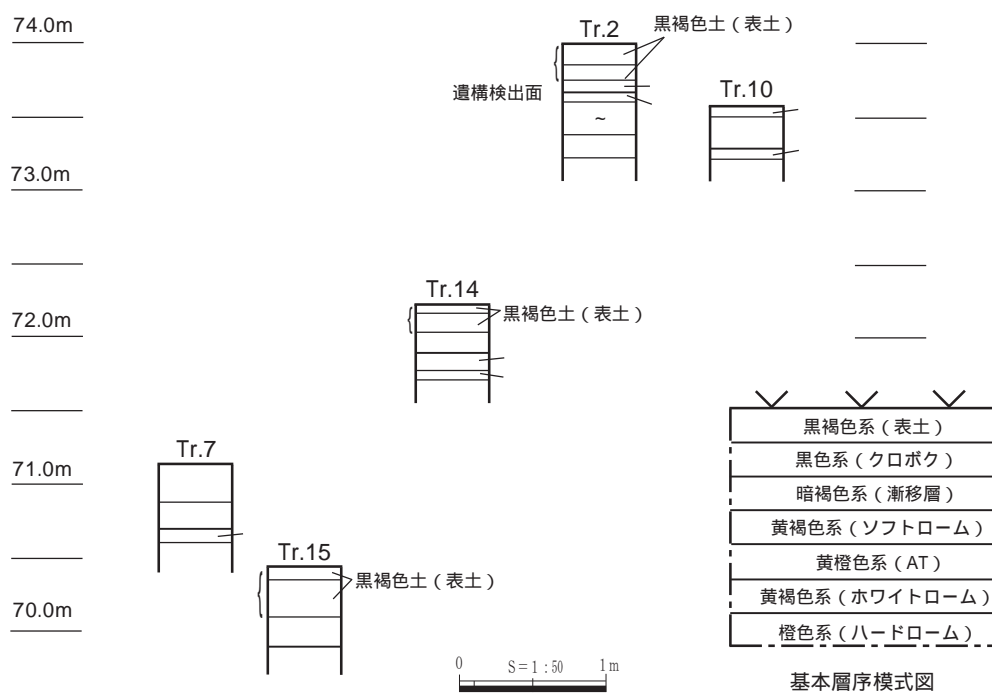 74.0m
Tr.2
黒褐色土（表土）
遺構検出面
Tr.10
~
73.0m
Tr.14
72.0m
黒褐色土（表土）
Tr.7
71.0m
Tr.15
黒褐色土（表土）
70.0m
0 S=1:50 1m
黒褐色系（表土）
黒色系（クロボク）
暗褐色系（漸移層）
黄褐色系（ソフトローム）
黄橙色系（AT）
黄褐色系（ホワイトローム）
橙色系（ハードローム）
基本層序模式図